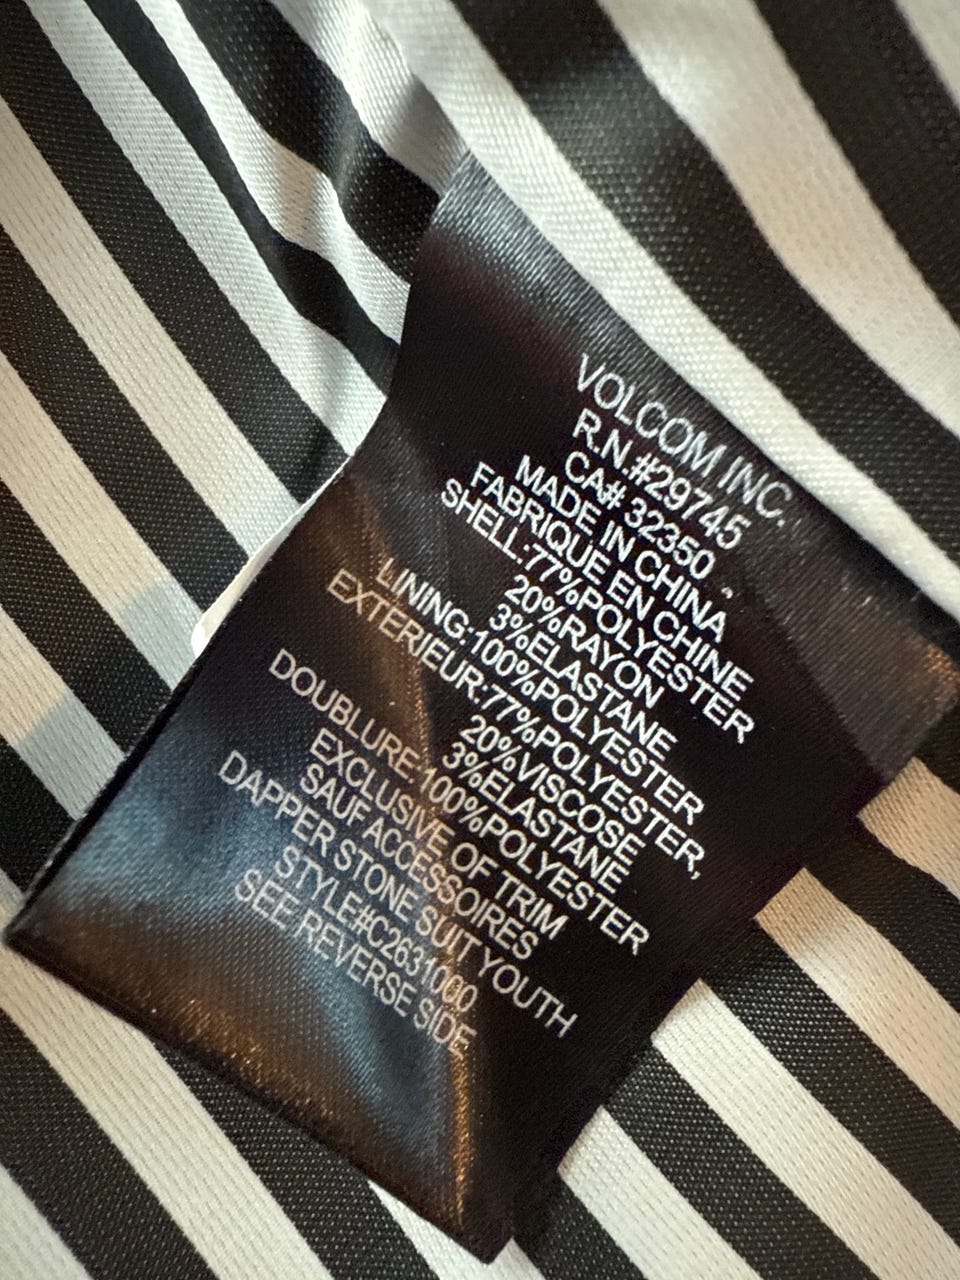 VOLCOM INC.
R.N.#29745
CA# 32350
MADE IN CHINA
FABRIQUE EN CHINE
SHELL:77%POLYESTER
20%RAYON
3%ELASTANE
LINING:100%POLYESTER
EXTERIEUR:77%POLYESTER,
20%VISCOSE
3%ELASTANE
DOUBLURE:100%POLYESTER
EXCLUSIVE OF TRIM
SAUF ACCESSOIRES
DAPPER STONE SUIT YOUTH
STYLE#C2631000
SEE REVERSE SIDE